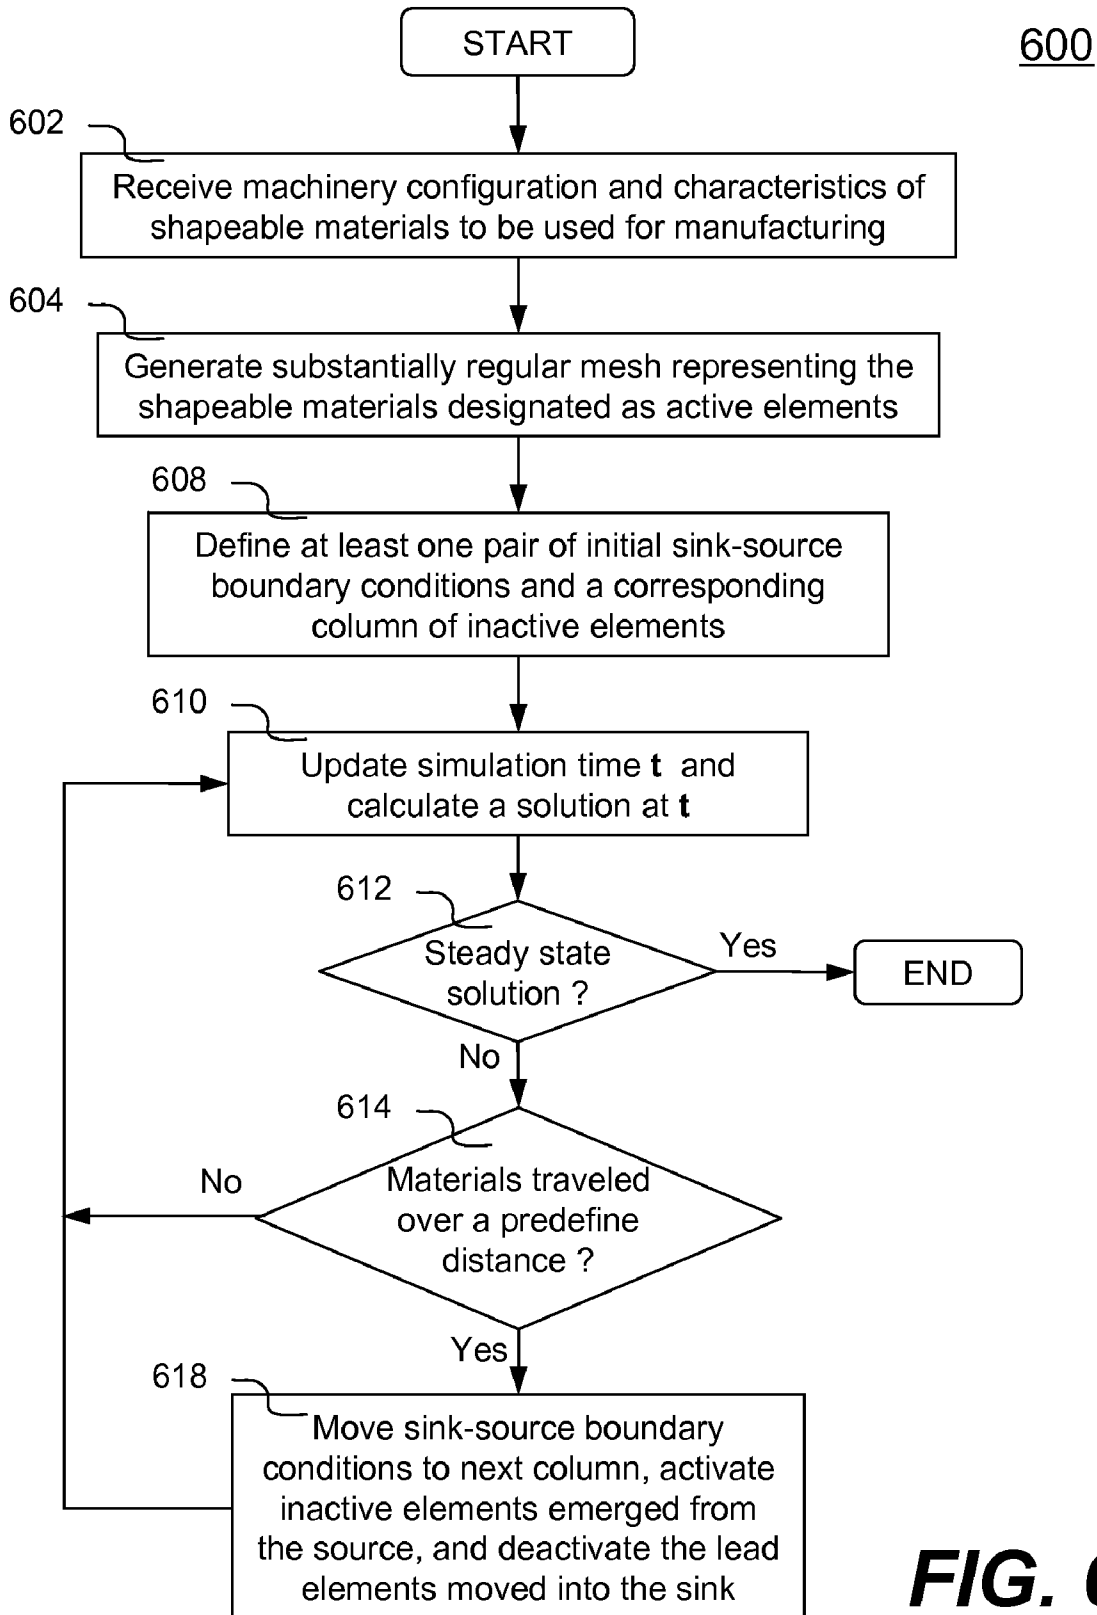 START
600
602
Receive machinery configuration and characteristics of
shapeable materials to be used for manufacturing
604
Generate substantially regular mesh representing the
shapeable materials designated as active elements
608
Define at least one pair of initial sink-source
boundary conditions and a corresponding
column of inactive elements
610
Update simulation time t and
calculate a solution at t
612
Steady state
solution ?
Yes
END
No
614
Materials traveled
over a predefine
distance ?
No
Yes
618
Move sink-source boundary
conditions to next column, activate
inactive elements emerged from
the source, and deactivate the lead
elements moved into the sink
FIG.